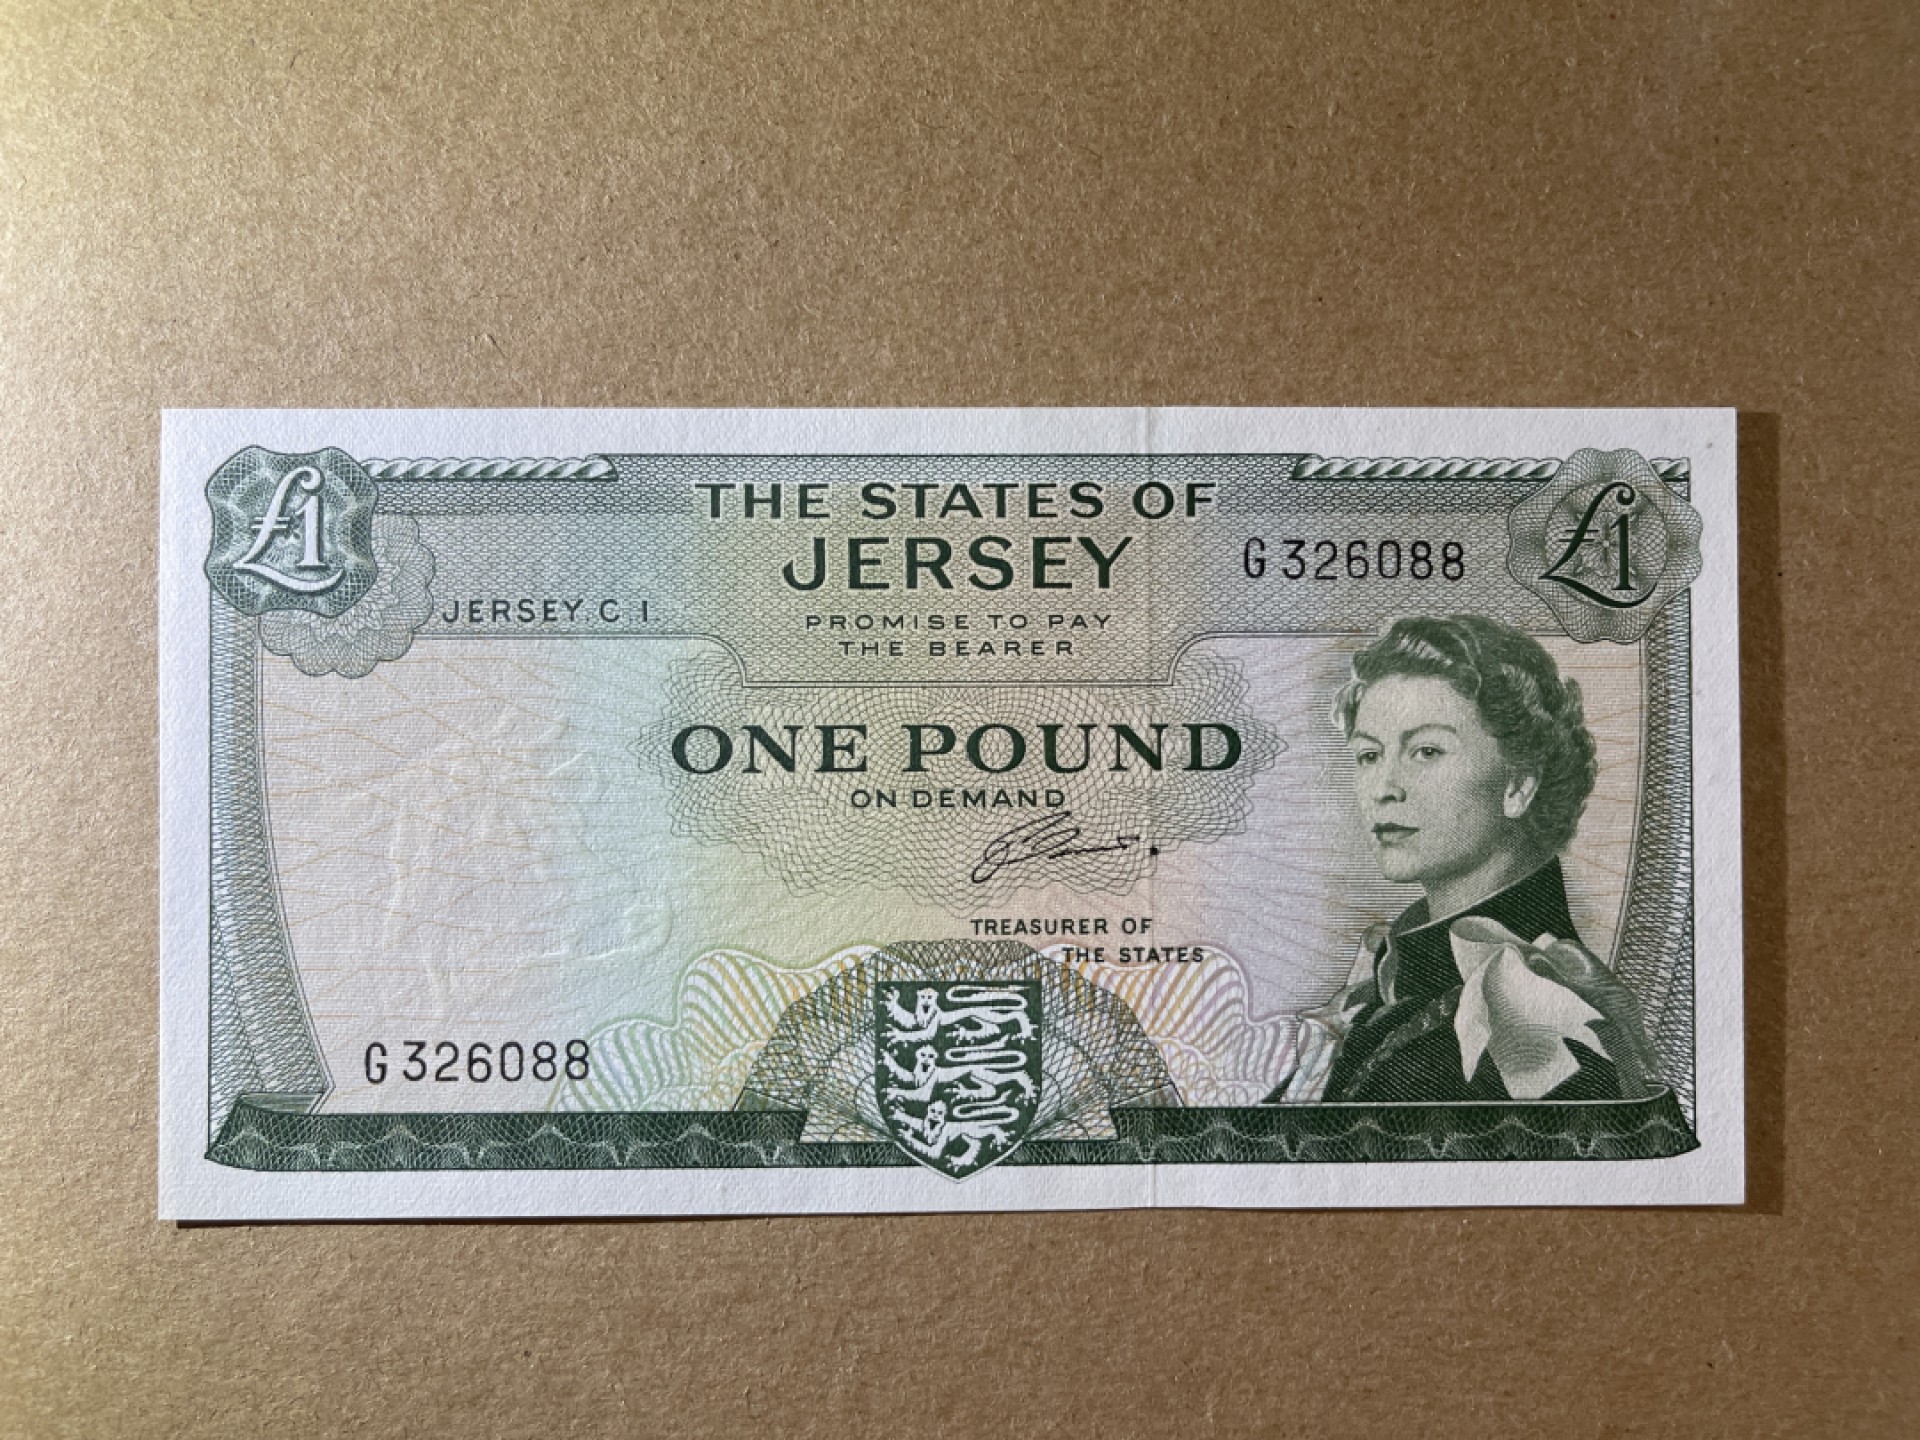 £1
THE STATES OF
JERSEY
G 326088
£1
JERSEY. C. I.
PROMISE TO PAY
THE BEARER
ONE POUND
ON DEMAND
TREASURER OF
THE STATES
G 326088